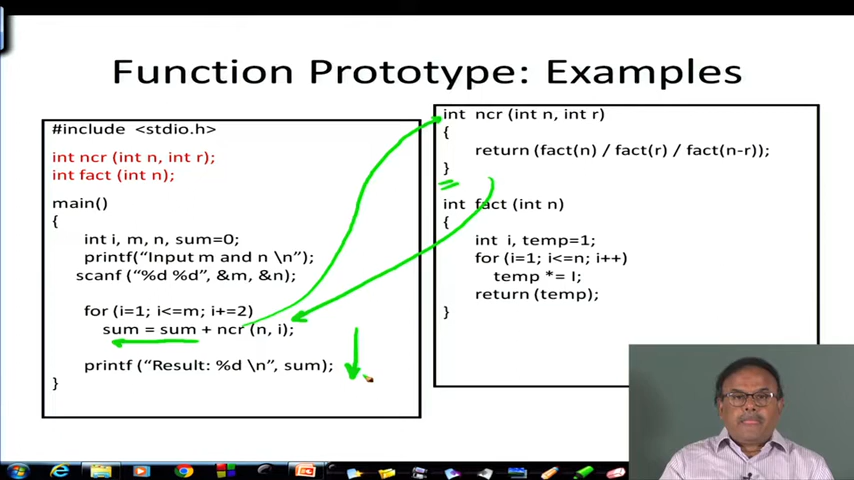 Function Prototype: Examples
#include <stdio.h>
int ncr (int n, int r);
int fact (int n);
main()
{
int i, m, n, sum=0;
printf(“Input m and n \n”);
scanf (“%d %d”, &m, &n);
for (i=1; i<=m; i+=2)
sum = sum + ncr (n, i);
printf (“Result: %d \n”, sum);
}
int ncr (int n, int r)
{
return (fact(n) / fact(r) / fact(n-r));
}
int fact (int n)
{
int i, temp=1;
for (i=1; i<=n; i++)
temp *= I;
return (temp);
}